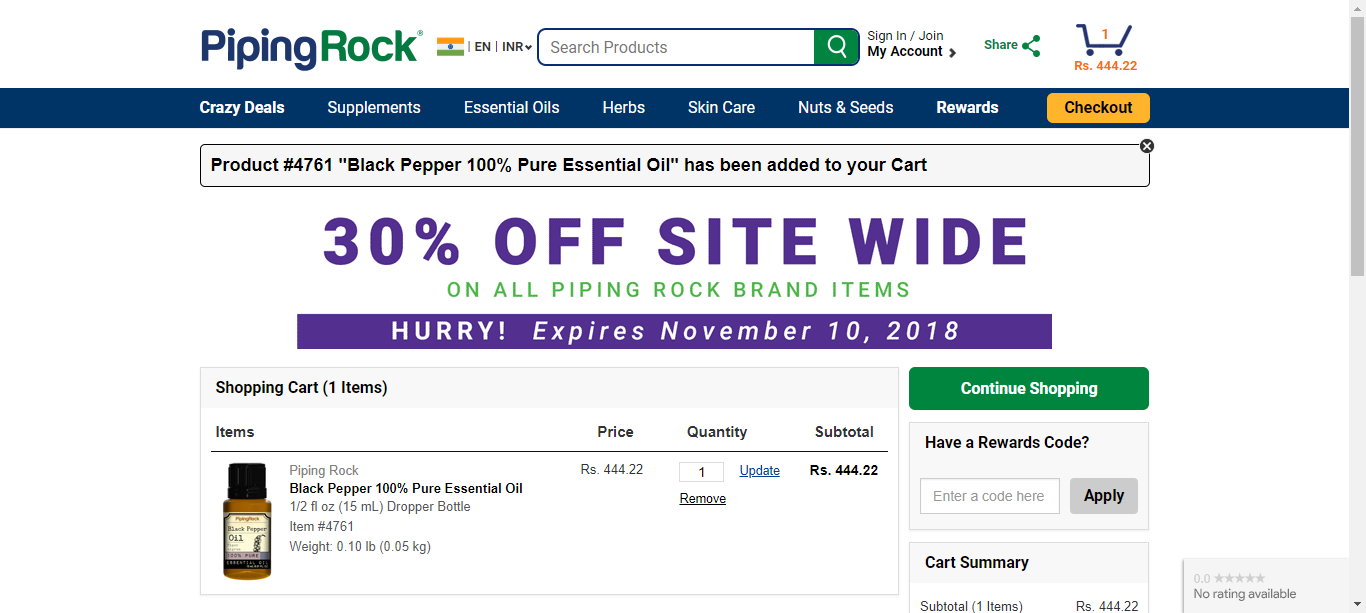 PipingRock®
| EN | INR
Search Products
Sign In / Join
My Account
Share
1
Rs. 444.22
Crazy Deals Supplements Essential Oils Herbs Skin Care Nuts & Seeds Rewards Checkout
Product #4761 "Black Pepper 100% Pure Essential Oil" has been added to your Cart
30% OFF SITE WIDE
ON ALL PIPING ROCK BRAND ITEMS
HURRY! Expires November 10, 2018
Shopping Cart (1 Items)
Items Price Quantity Subtotal
Piping Rock
Black Pepper 100% Pure Essential Oil
1/2 fl oz (15 mL) Dropper Bottle
Item #4761
Weight: 0.10 lb (0.05 kg)
Rs. 444.22
1
Update
Remove
Rs. 444.22
PipingRock
Black Pepper
Oil
100% PURE
ESSENTIAL OIL
Continue Shopping
Have a Rewards Code?
Enter a code here
Apply
Cart Summary
Subtotal (1 Items) Rs. 444.22
0.0 ★★★★★
No rating available